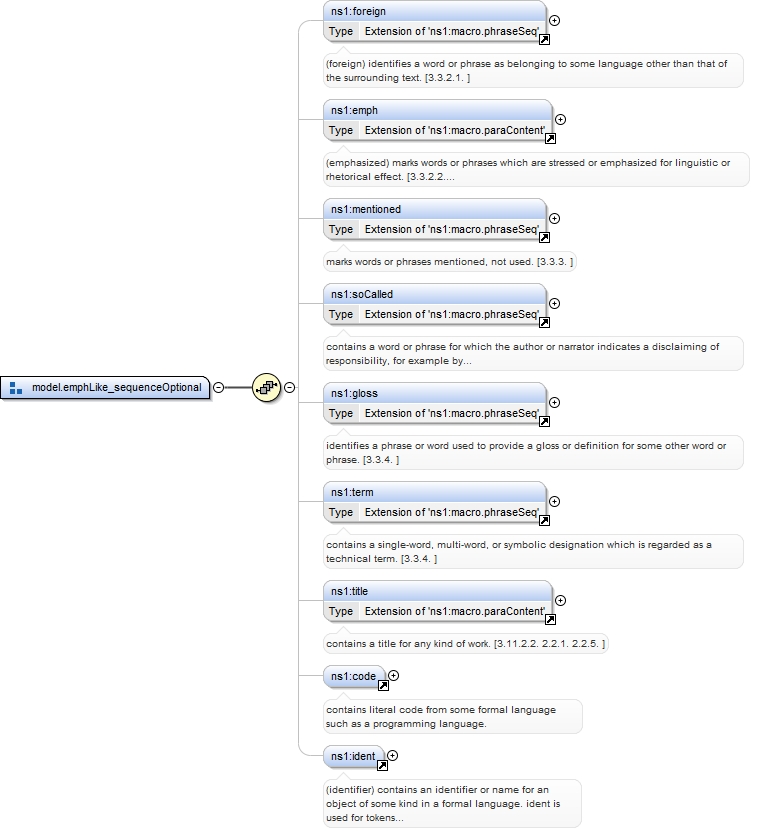 ns1:foreign
Type Extension of 'ns1:macro.phraseSeq'
(foreign) identifies a word or phrase as belonging to some language other than that of
the surrounding text. [3.3.2.1. ]
ns1:emph
Type Extension of 'ns1:macro.paraContent'
(emphasized) marks words or phrases which are stressed or emphasized for linguistic or
rhetorical effect. [3.3.2.2....
ns1:mentioned
Type Extension of 'ns1:macro.phraseSeq'
marks words or phrases mentioned, not used. [3.3.3. ]
ns1:soCalled
Type Extension of 'ns1:macro.phraseSeq'
contains a word or phrase for which the author or narrator indicates a disclaiming of
responsibility, for example by...
model.emphLike_sequenceOptional
ns1:gloss
Type Extension of 'ns1:macro.phraseSeq'
identifies a phrase or word used to provide a gloss or definition for some other word or
phrase. [3.3.4. ]
ns1:term
Type Extension of 'ns1:macro.phraseSeq'
contains a single-word, multi-word, or symbolic designation which is regarded as a
technical term. [3.3.4. ]
ns1:title
Type Extension of 'ns1:macro.paraContent'
contains a title for any kind of work. [3.11.2.2. 2.2.1. 2.2.5. ]
ns1:code
contains literal code from some formal language
such as a programming language.
ns1:ident
(identifier) contains an identifier or name for an
object of some kind in a formal language. ident is
used for tokens...